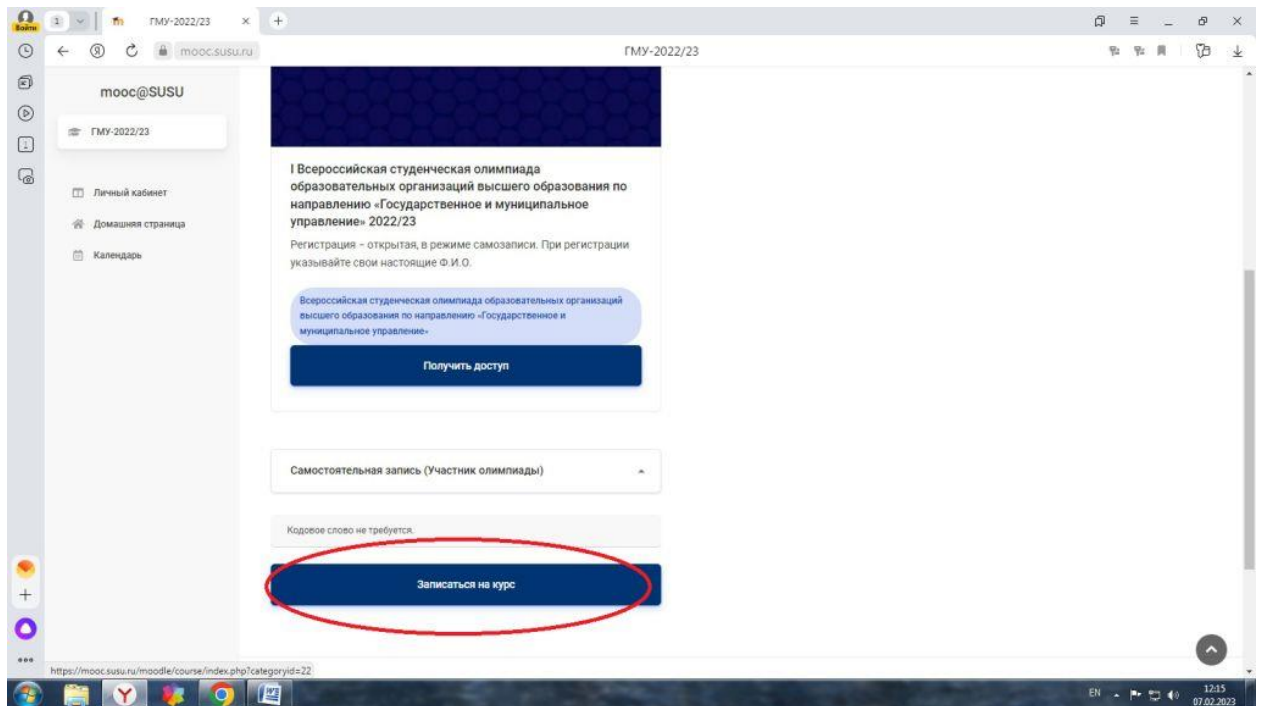 Войти
1
ГМУ-2022/23
mooc.susu.ru
ГМУ-2022/23
mooc@SUSU
ГМУ-2022/23
Личный кабинет
Домашняя страница
Календарь
I Всероссийская студенческая олимпиада
образовательных организаций высшего образования по
направлению «Государственное и муниципальное
управление» 2022/23
Регистрация – открытая, в режиме самозаписи. При регистрации
указывайте свои настоящие Ф.И.О.
Всероссийская студенческая олимпиада образовательных организаций
высшего образования по направлению «Государственное и
муниципальное управление»
Получить доступ
Самостоятельная запись (Участник олимпиады)
Кодовое слово не требуется.
Записаться на курс
https://mooc.susu.ru/moodle/course/index.php?categoryid=22
EN
12:15
07.02.2023